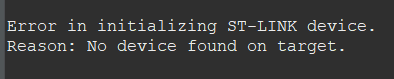 Error in initializing ST-LINK device.
Reason: No device found on target.